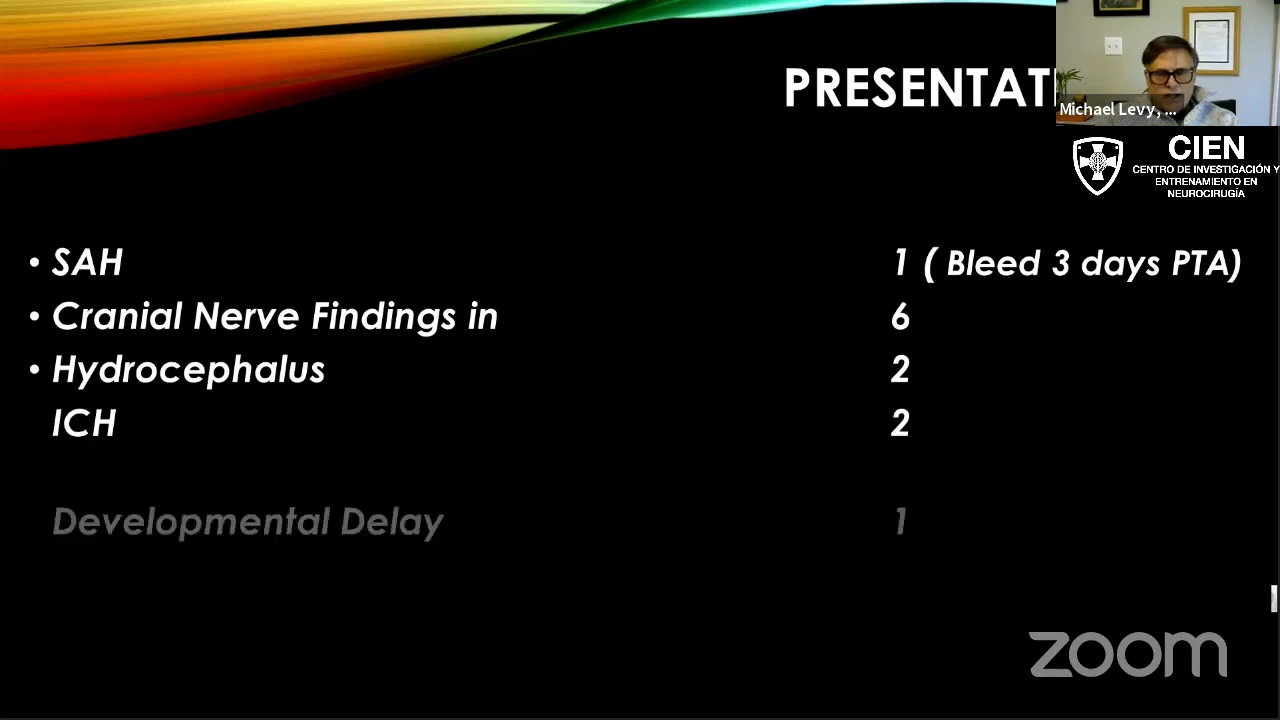 PRESENTAT
Michael Levy, ...
CIEN
CENTRO DE INVESTIGACIÓN Y
ENTRENAMIENTO EN
NEUROCIRUGÍA
• SAH 1 ( Bleed 3 days PTA)
• Cranial Nerve Findings in 6
• Hydrocephalus 2
ICH 2
Developmental Delay 1
zoom